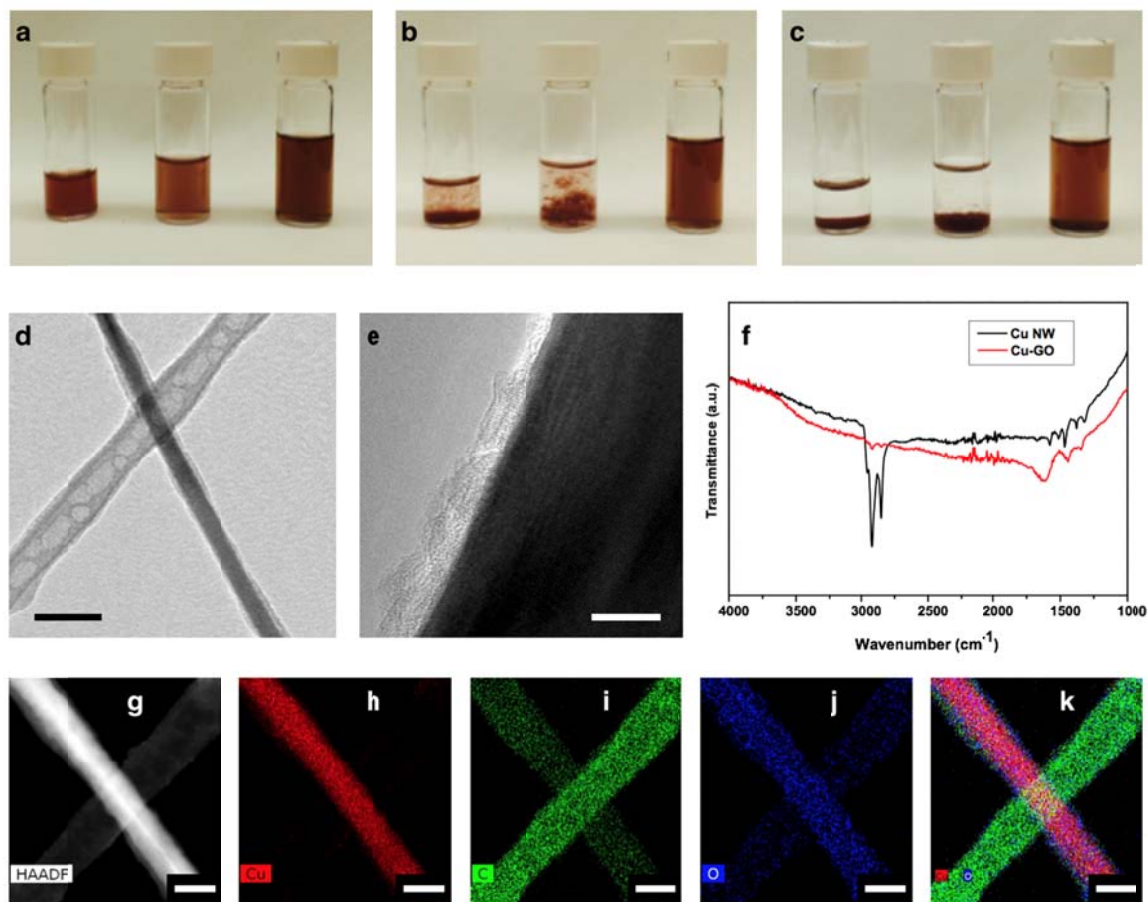 a
b
c
d
e
f
Cu NW
Cu-GO
Transmittance (a.u.)
4000
3500
3000
2500
2000
1500
1000
Wavenumber (cm⁻¹)
g
h
i
j
k
HAADF
Cu
C
O
O